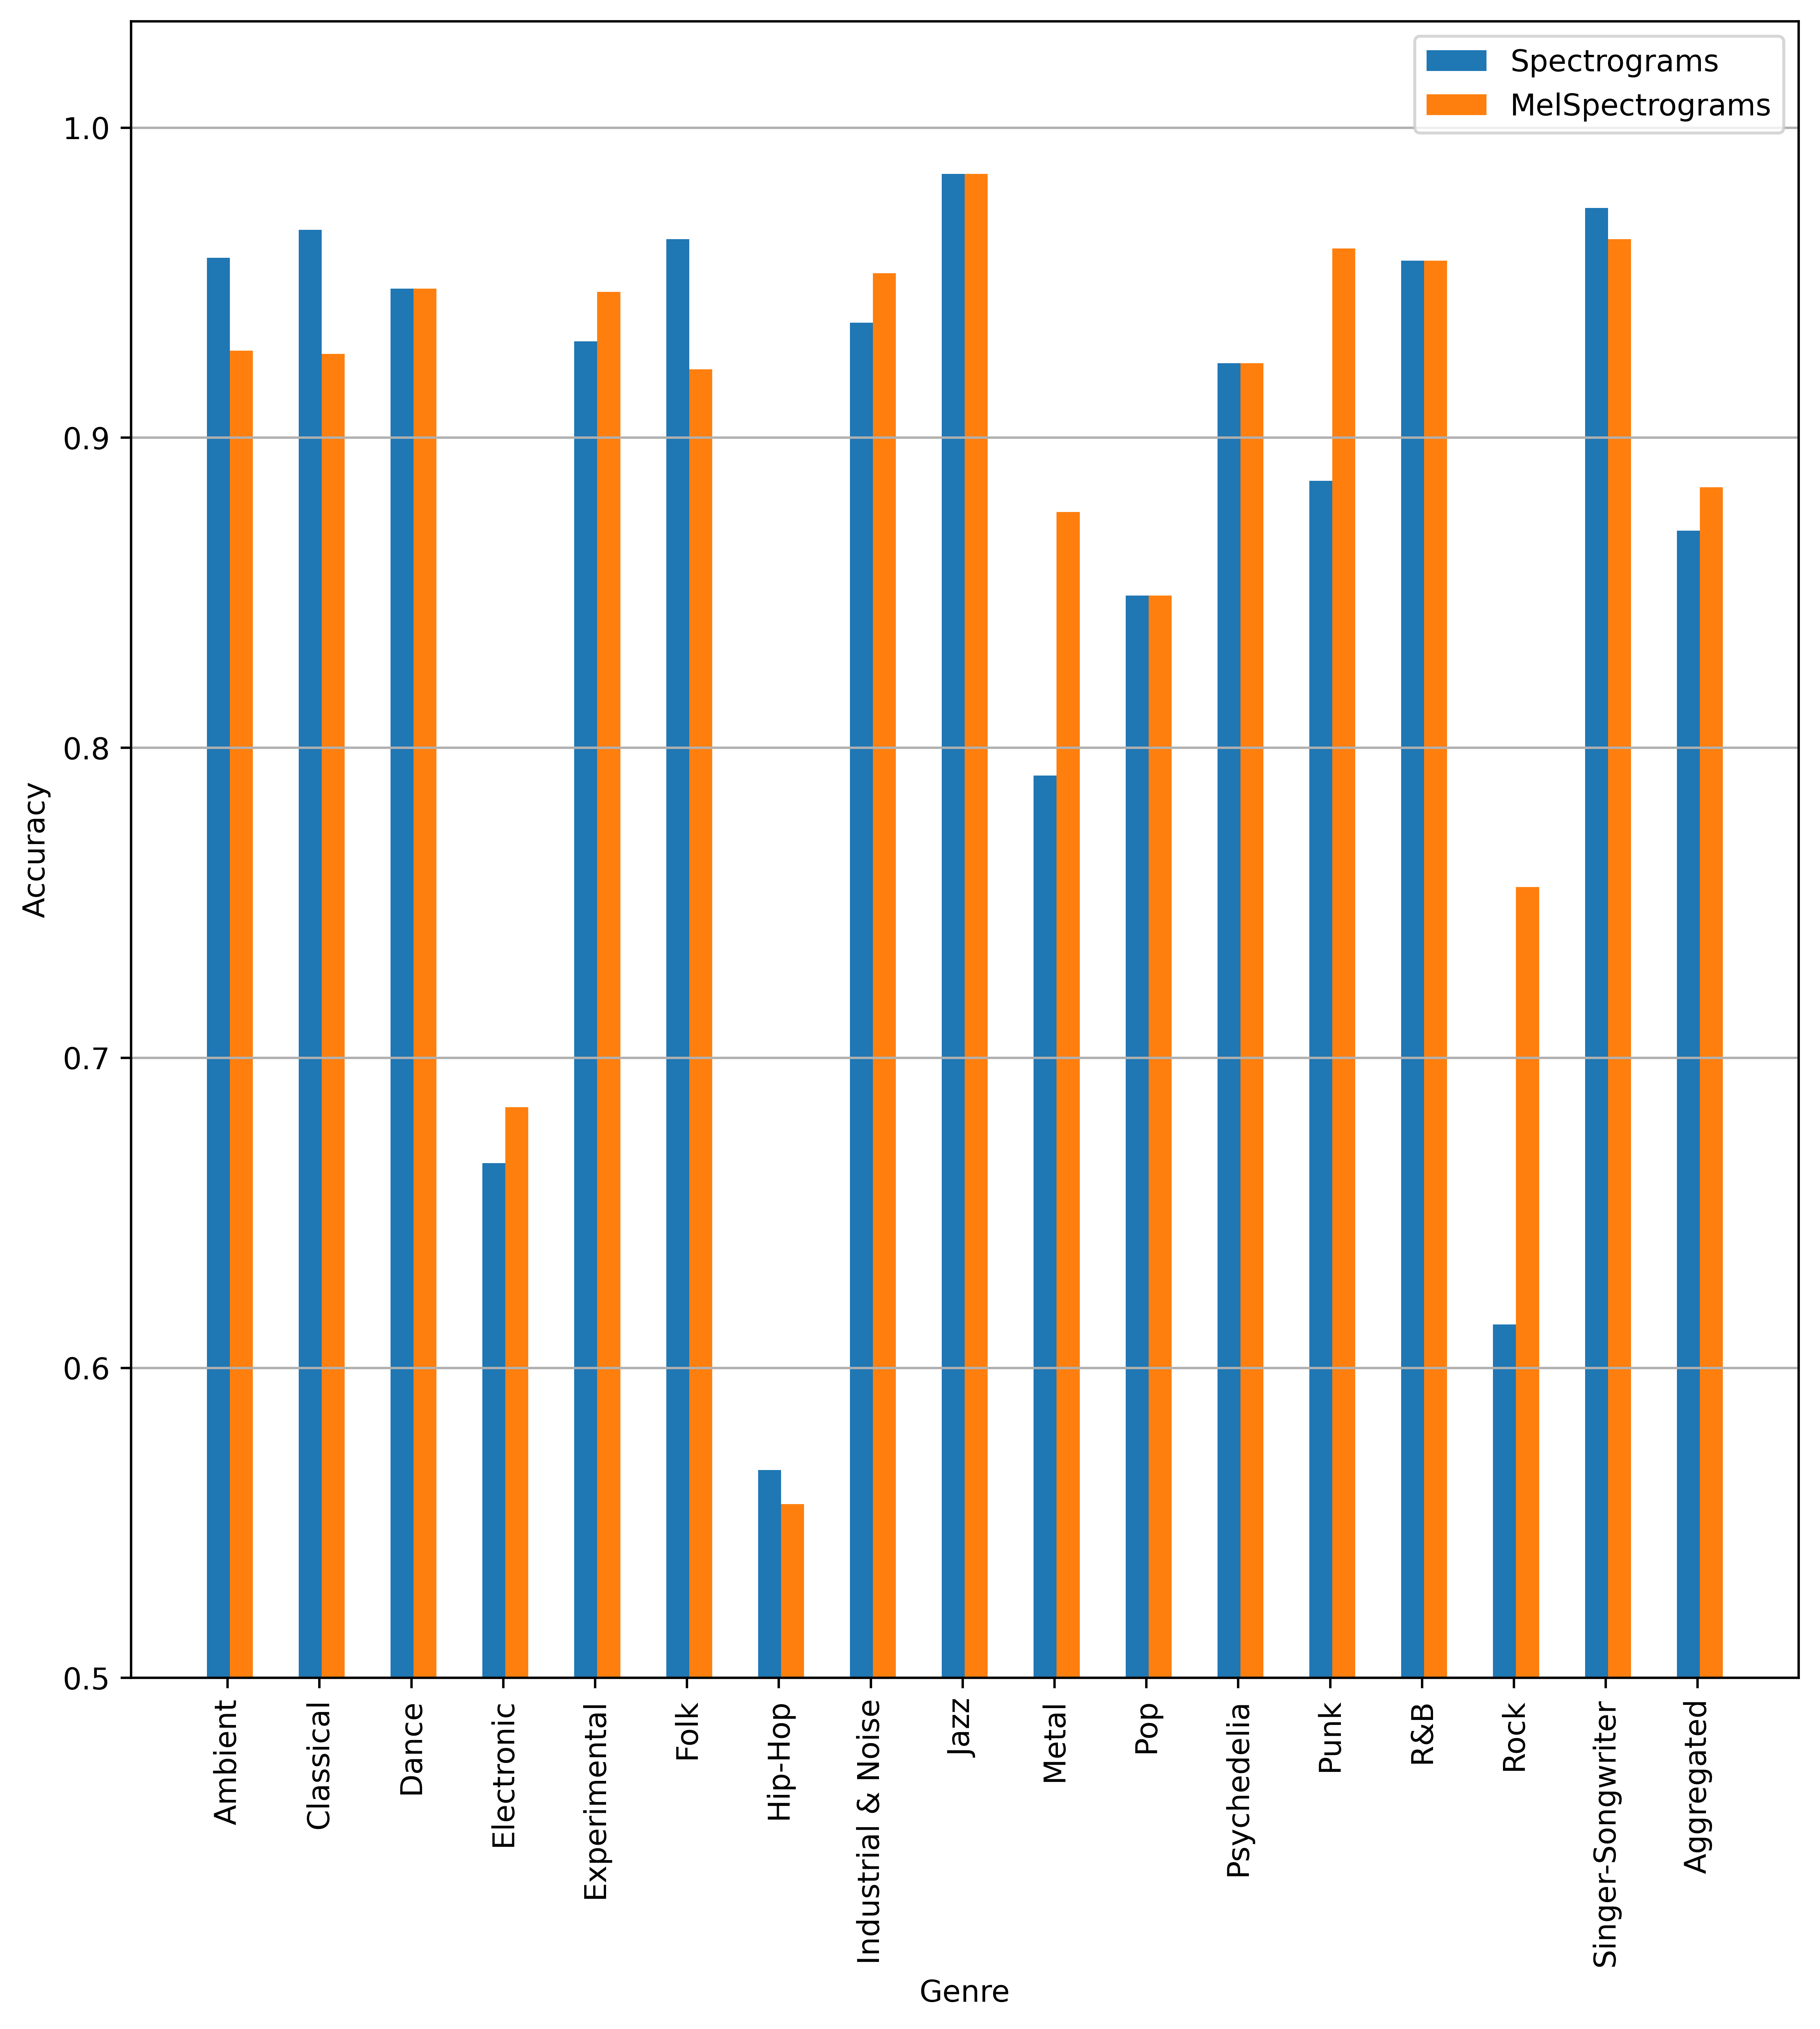 Spectrograms
MelSpectrograms
1.0
0.9
0.8
0.7
0.6
0.5
Accuracy
Ambient
Classical
Dance
Electronic
Experimental
Folk
Hip-Hop
Industrial & Noise
Jazz
Metal
Pop
Psychedelia
Punk
R&B
Rock
Singer-Songwriter
Aggregated
Genre